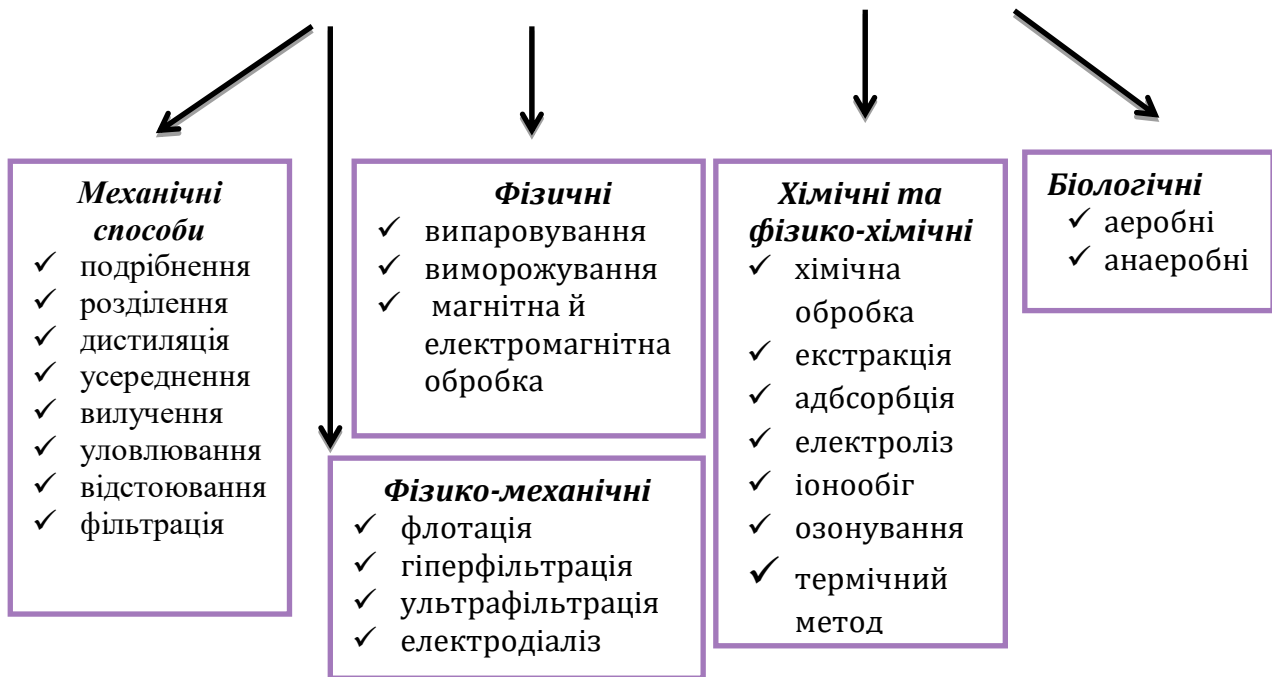 Механічні
способи
✓ подрібнення
✓ розділення
✓ дистиляція
✓ усереднення
✓ вилучення
✓ уловлювання
✓ відстоювання
✓ фільтрація
Фізичні
✓ випаровування
✓ виморожування
✓ магнітна й
електромагнітна
обробка
Фізико-механічні
✓ флотація
✓ гіперфільтрація
✓ ультрафільтрація
✓ електродіаліз
Хімічні та
фізико-хімічні
✓ хімічна
обробка
✓ екстракція
✓ адбсорбція
✓ електроліз
✓ іонообіг
✓ озонування
✓ термічний
метод
Біологічні
✓ аеробні
✓ анаеробні